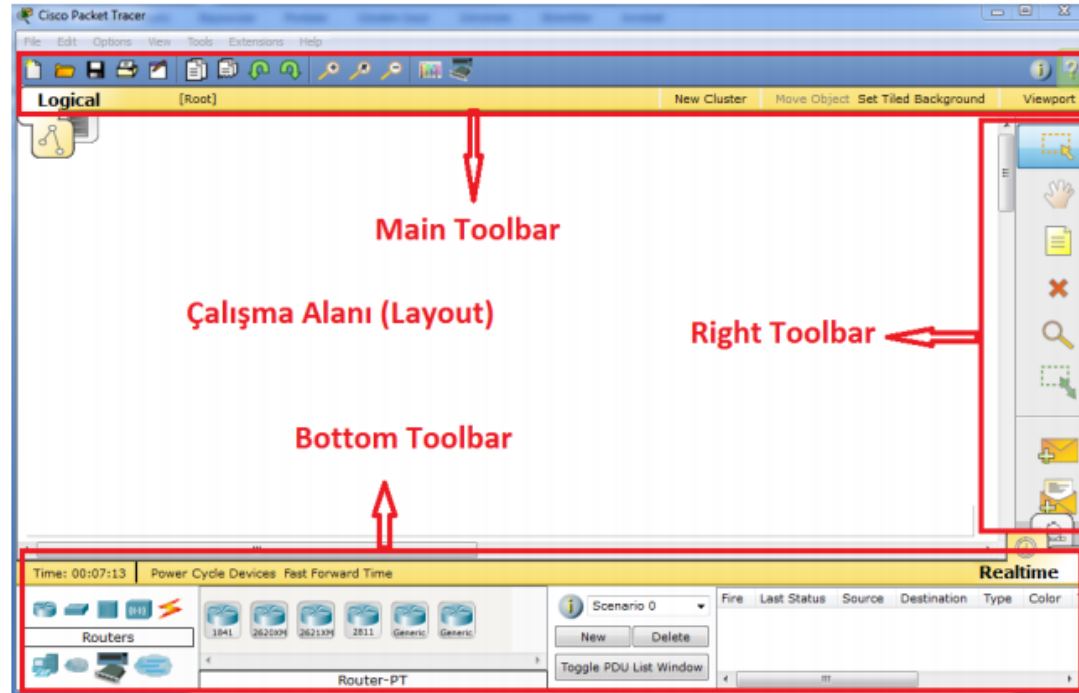 Cisco Packet Tracer
File Edit Options View Tools Extensions Help
Logical [Root] New Cluster Move Object Set Tiled Background Viewport
Main Toolbar
Çalışma Alanı (Layout)
Right Toolbar
Bottom Toolbar
Time: 00:07:13 Power Cycle Devices Fast Forward Time Realtime
Fire Last Status Source Destination Type Color
Scenario 0
1841 2620XM 2621XM 2811 Generic Generic
Routers
New Delete
Toggle PDU List Window
Router-PT